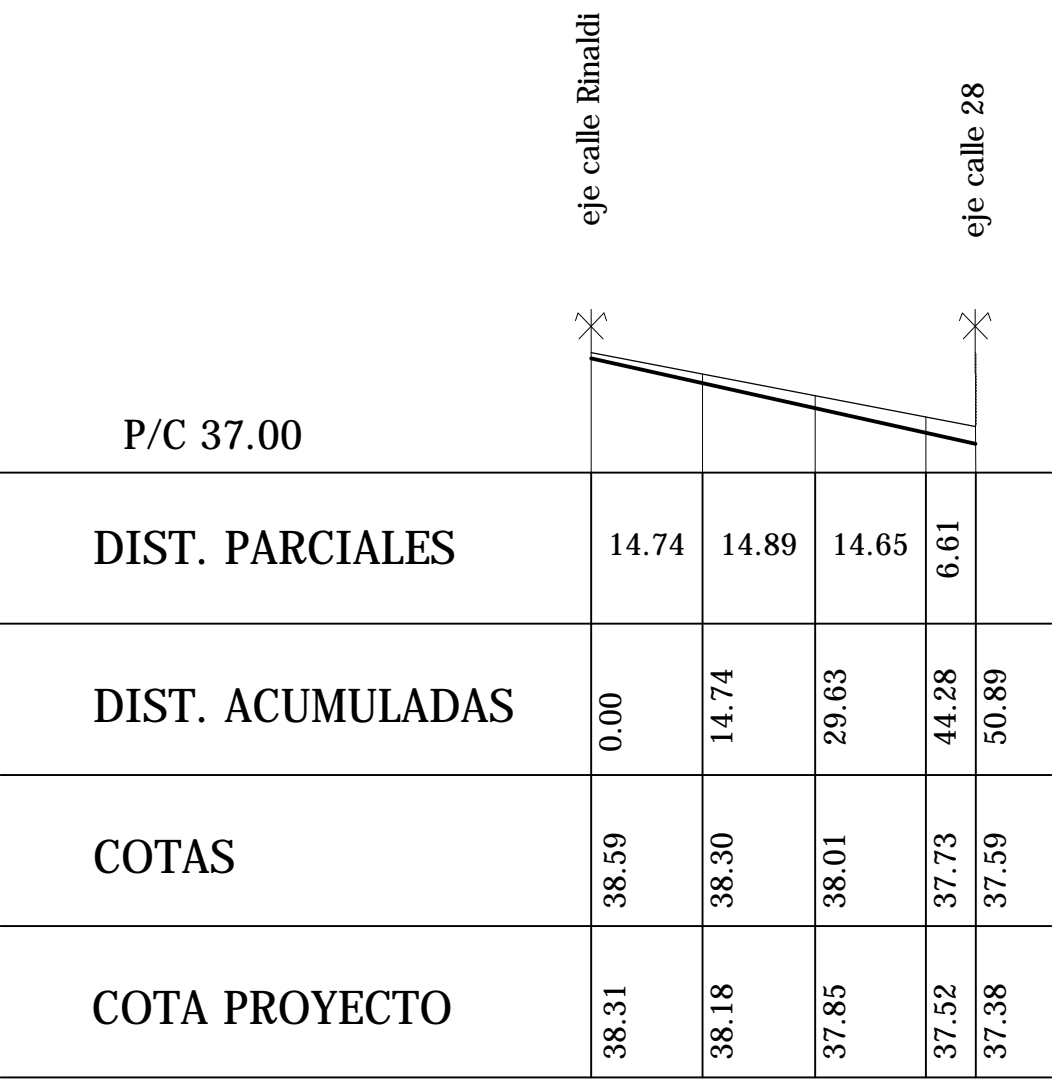 eje calle Rinaldi
eje calle 28
P/C 37.00
DIST. PARCIALES 14.74 14.89 14.65 6.61
DIST. ACUMULADAS 0.00 14.74 29.63 44.28 50.89
COTAS 38.59 38.30 38.01 37.73 37.59
COTA PROYECTO 38.31 38.18 37.85 37.52 37.38